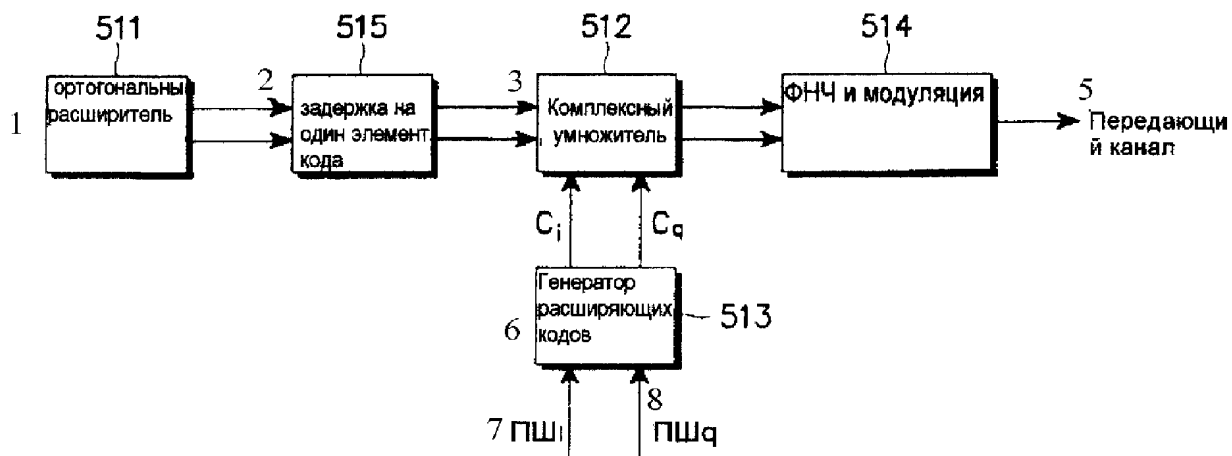 511
515
512
514
1
ортогональны
расширитель
2
задержка на
один элемент
кода
3
Комплексный
умножитель
ФНЧ и модуляция
5
Передающи
й канал
Ci
Cq
6
Генератор
расширяющих
кодов
513
7 ПШi
8
ПШq